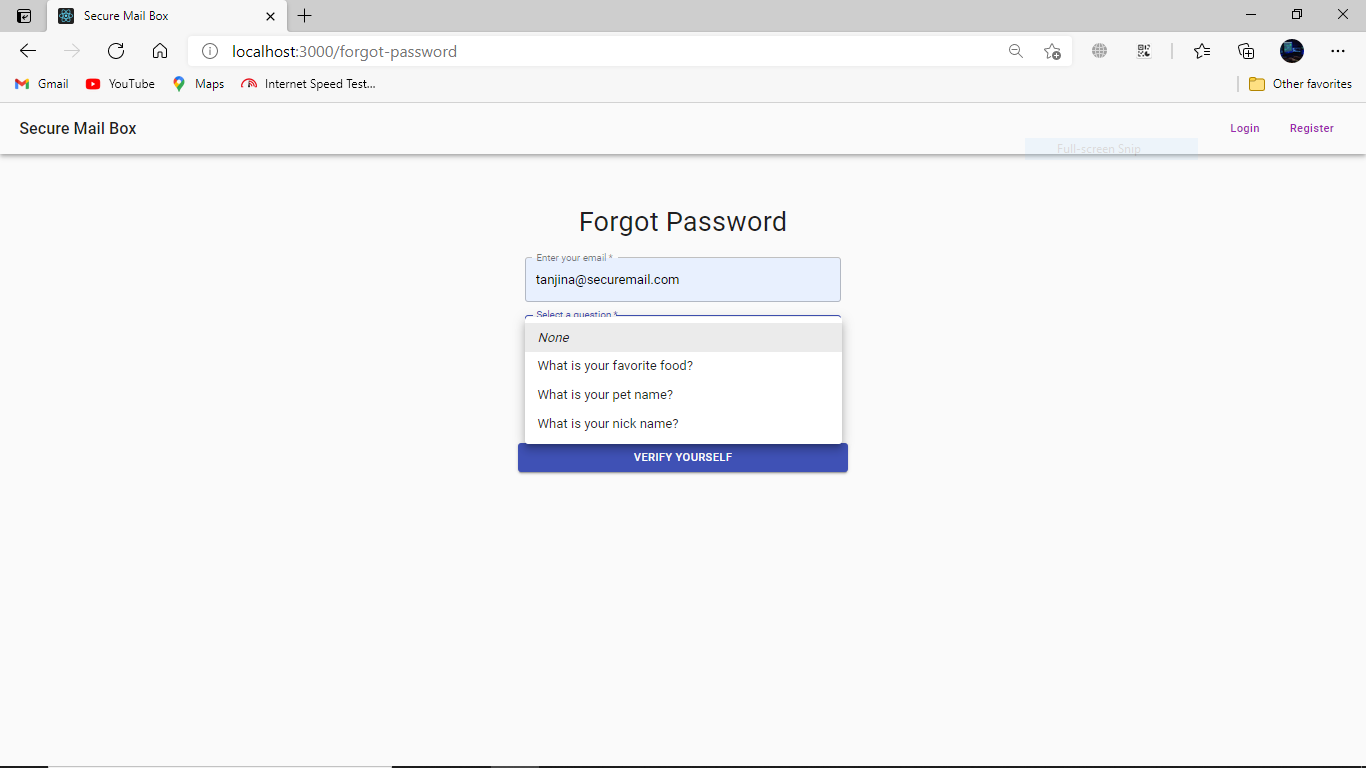 Secure Mail Box
localhost:3000/forgot-password
Gmail YouTube Maps Internet Speed Test... Other favorites
Secure Mail Box Login Register
Full-screen Snip
Forgot Password
Enter your email *
tanjina@securemail.com
Select a question *
None
What is your favorite food?
What is your pet name?
What is your nick name?
VERIFY YOURSELF